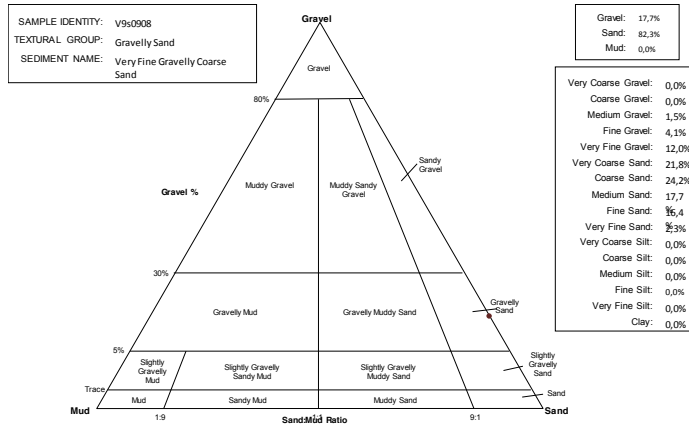 SAMPLE IDENTITY: V9s0908
TEXTURAL GROUP: Gravelly Sand
SEDIMENT NAME: Very Fine Gravelly Coarse
Sand
Gravel
Gravel: 17,7%
Sand: 82,3%
Mud: 0,0%
Gravel
80%
Sandy
Gravel
Muddy Gravel
Muddy Sandy
Gravel
Gravel %
30%
Gravelly Mud
Gravelly Muddy Sand
Gravelly
Sand
5%
Slightly
Gravelly
Mud
Slightly Gravelly
Sandy Mud
Slightly Gravelly
Muddy Sand
Slightly
Gravelly
Sand
Trace
Mud
Sandy Mud
Muddy Sand
Sand
Mud
Sand
1:9
1:1
9:1
Sand:Mud Ratio
Very Coarse Gravel: 0,0%
Coarse Gravel: 0,0%
Medium Gravel: 1,5%
Fine Gravel: 4,1%
Very Fine Gravel: 12,0%
Very Coarse Sand: 21,8%
Coarse Sand: 24,2%
Medium Sand: 17,7
%
Fine Sand: 16,4
%
Very Fine Sand: 2,3%
Very Coarse Silt: 0,0%
Coarse Silt: 0,0%
Medium Silt: 0,0%
Fine Silt: 0,0%
Very Fine Silt: 0,0%
Clay: 0,0%